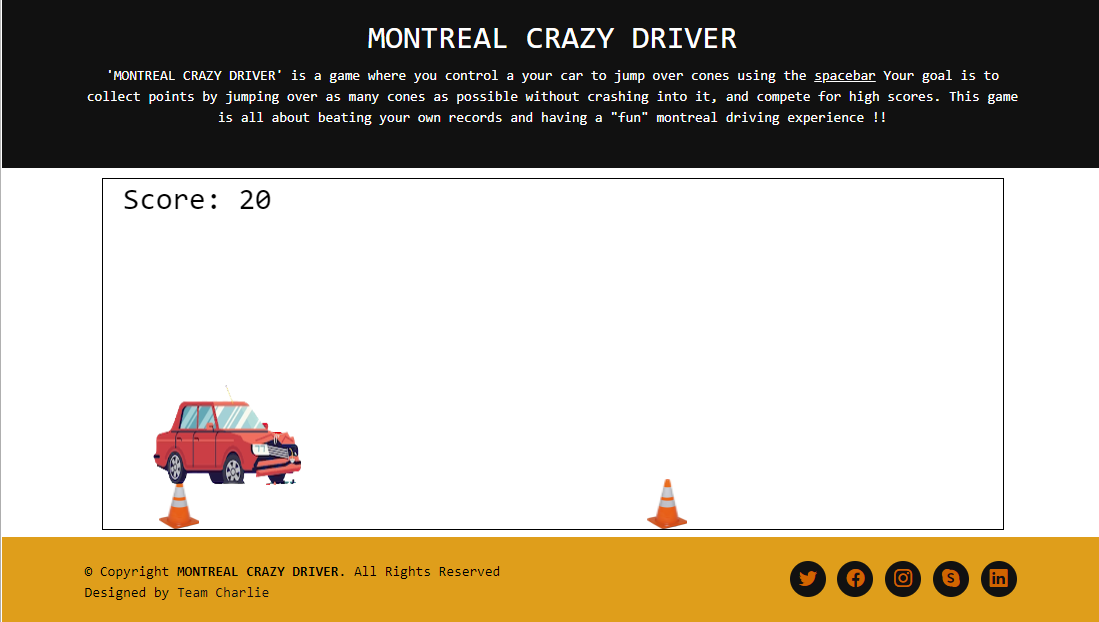 MONTREAL CRAZY DRIVER
'MONTREAL CRAZY DRIVER' is a game where you control a your car to jump over cones using the spacebar Your goal is to
collect points by jumping over as many cones as possible without crashing into it, and compete for high scores. This game
is all about beating your own records and having a "fun" montreal driving experience !!
Score: 20
© Copyright MONTREAL CRAZY DRIVER. All Rights Reserved
Designed by Team Charlie